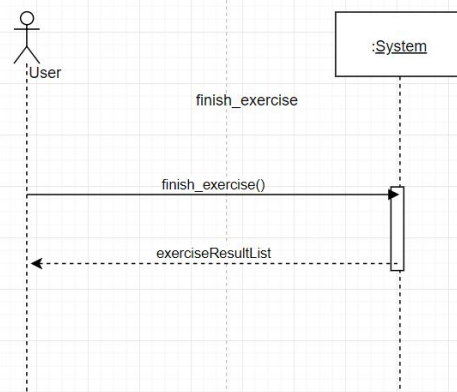 User
:System
finish_exercise
finish_exercise()
exerciseResultList